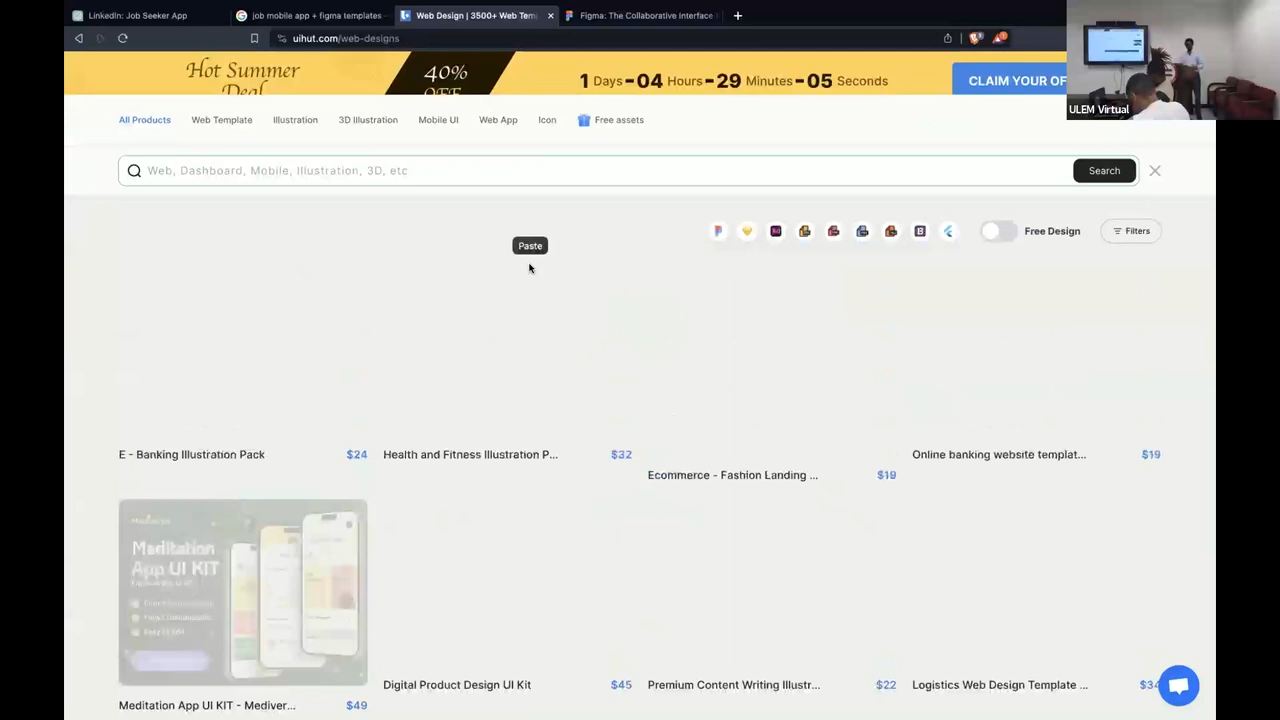 LinkedIn: Job Seeker App
job mobile app + figma templates
Web Design | 3500+ Web Tem
Figma: The Collaborative Interface
uihut.com/web-designs
Hot Summer
Deal
40%
OFF
1 Days-04 Hours-29 Minutes-05 Seconds
CLAIM YOUR OF
ULEM Virtual
All Products
Web Template
Illustration
3D Illustration
Mobile UI
Web App
Icon
Free assets
Web, Dashboard, Mobile, Illustration, 3D, etc
Search
Paste
Free Design
Filters
E - Banking Illustration Pack
$24
Health and Fitness Illustration P...
$32
Ecommerce - Fashion Landing ...
$19
Online banking website templat...
$19
Meditation
App UI KIT
Meditation App UI KIT - Mediver...
$49
Digital Product Design UI Kit
$45
Premium Content Writing Illustr...
$22
Logistics Web Design Template ...
$34